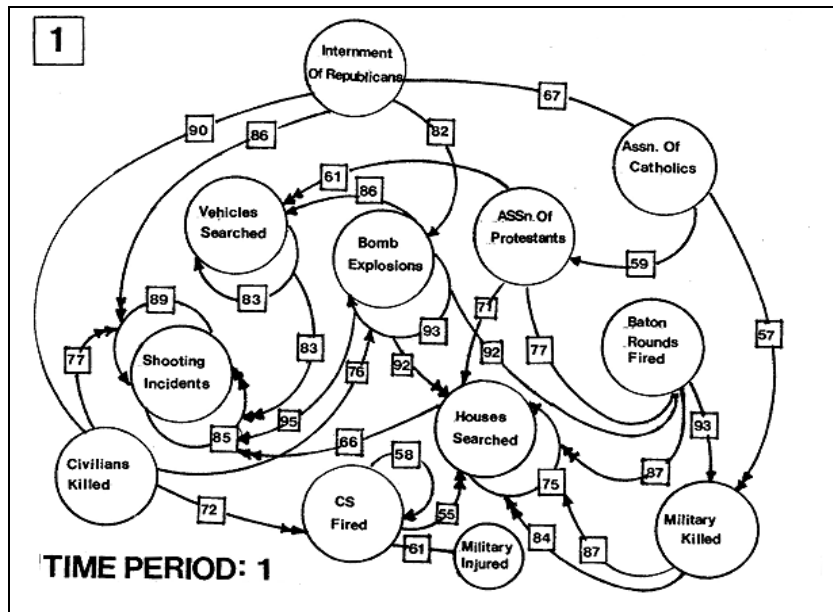 1
Internment
Of Republicans
67
90
86
82
Assn. Of
Catholics
61
86
Vehicles
Searched
ASSn. Of
Protestants
Bomb
Explosions
59
83
89
71
93
Baton
Rounds
Fired
83
77
57
77
Shooting
Incidents
76
92
92
95
Houses
Searched
93
85
66
58
87
Civilians
Killed
75
72
CS
Fired
55
Military
Killed
84
87
61
Military
Injured
TIME PERIOD: 1